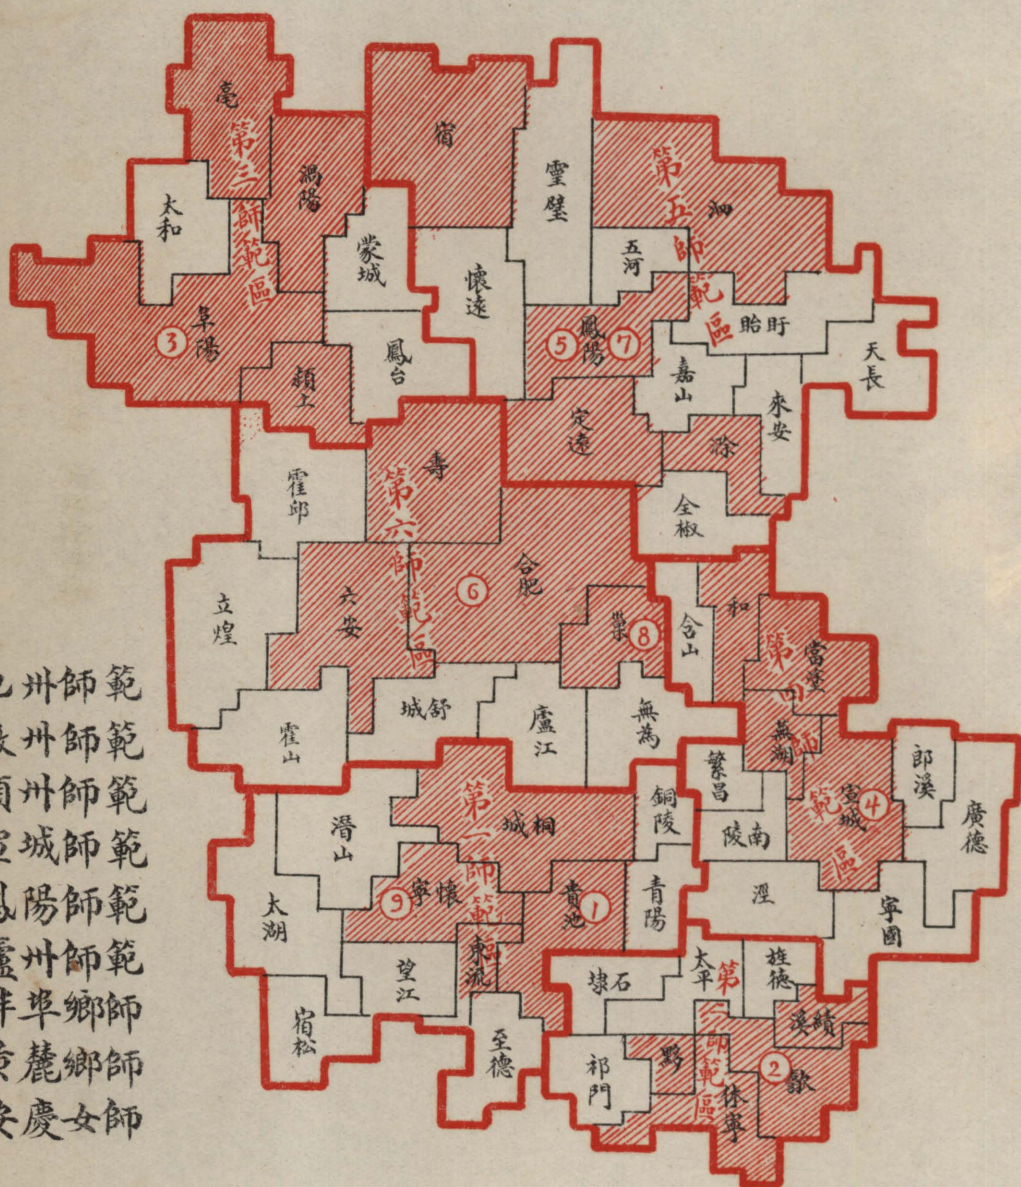 亳
第三師範區
渦陽
太和
蒙城
阜陽
③
鳳台
潁上
宿
靈璧
第五師範區
泗
五河
懷遠
⑤
鳳陽
⑦
盱眙
天長
嘉山
來安
定遠
滁
全椒
霍邱
壽
第六師範區
合肥
⑥
立煌
六安
巢
⑧
含山
和
當塗
第四師範區
蕪湖
霍山
舒城
廬江
無為
繁昌
宣城
④
郎溪
廣德
南陵
涇
寧國
第一師範區
桐城
銅陵
潛山
懷寧
⑨
貴池
①
青陽
太湖
望江
東流
宿松
至德
石埭
太平
旌德
第二師範區
績溪
祁門
黟
休寧
歙
②
州師範
州師範
州師範
城師範
陽師範
州師範
埠鄉師
麓鄉師
慶女師